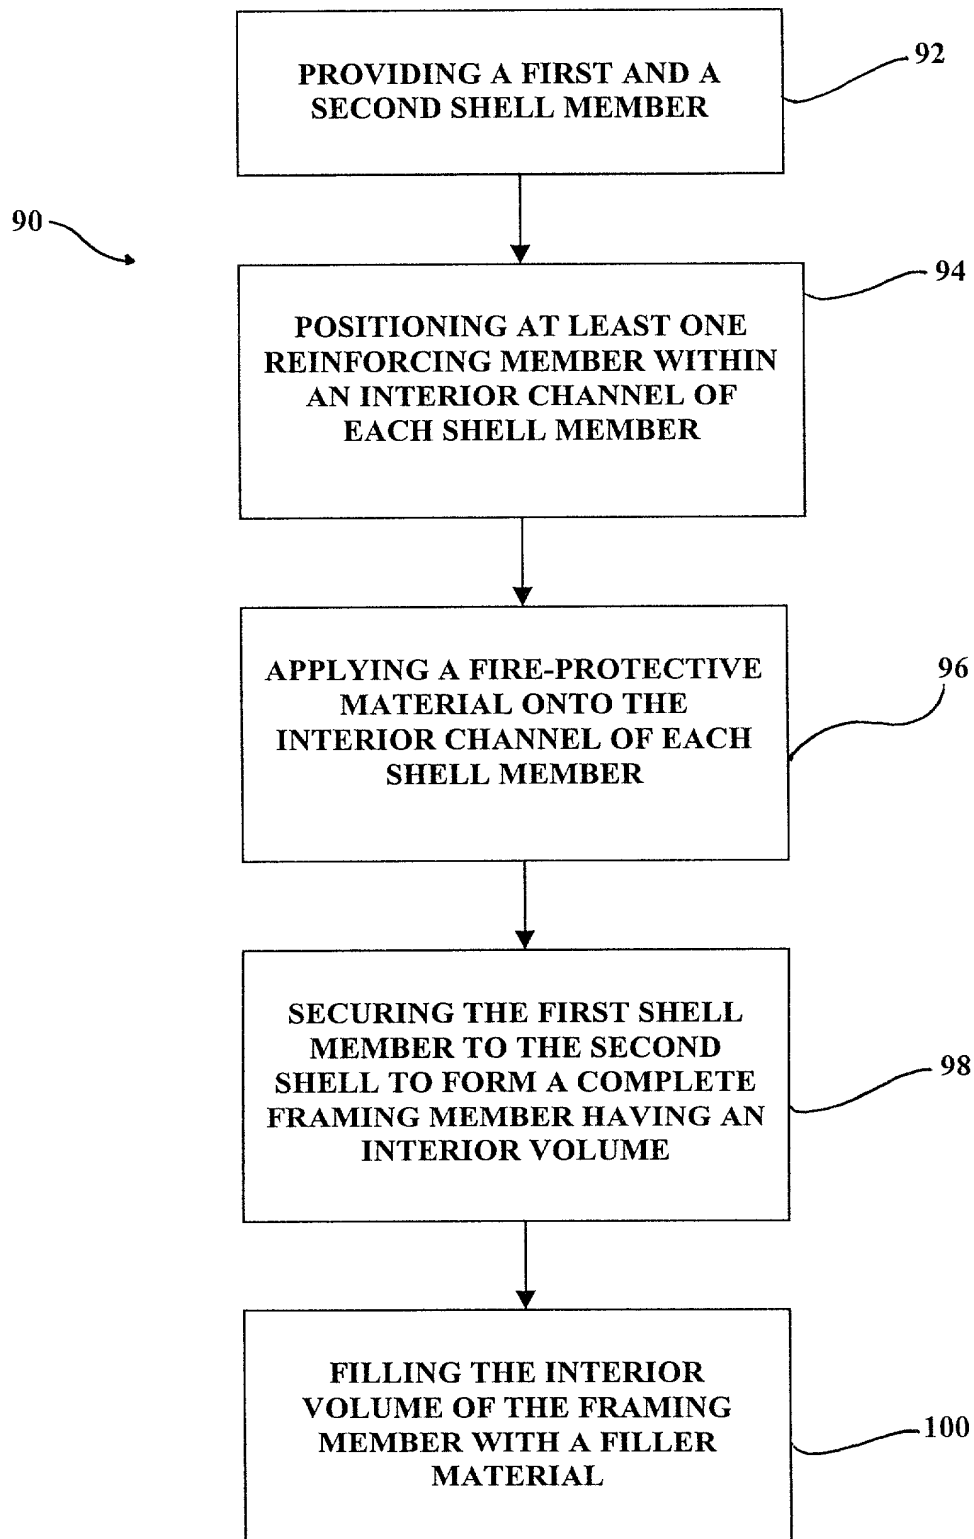 PROVIDING A FIRST AND A
SECOND SHELL MEMBER
92
90
94
POSITIONING AT LEAST ONE
REINFORCING MEMBER WITHIN
AN INTERIOR CHANNEL OF
EACH SHELL MEMBER
APPLYING A FIRE-PROTECTIVE
MATERIAL ONTO THE
INTERIOR CHANNEL OF EACH
SHELL MEMBER
96
SECURING THE FIRST SHELL
MEMBER TO THE SECOND
SHELL TO FORM A COMPLETE
FRAMING MEMBER HAVING AN
INTERIOR VOLUME
98
FILLING THE INTERIOR
VOLUME OF THE FRAMING
MEMBER WITH A FILLER
MATERIAL
100